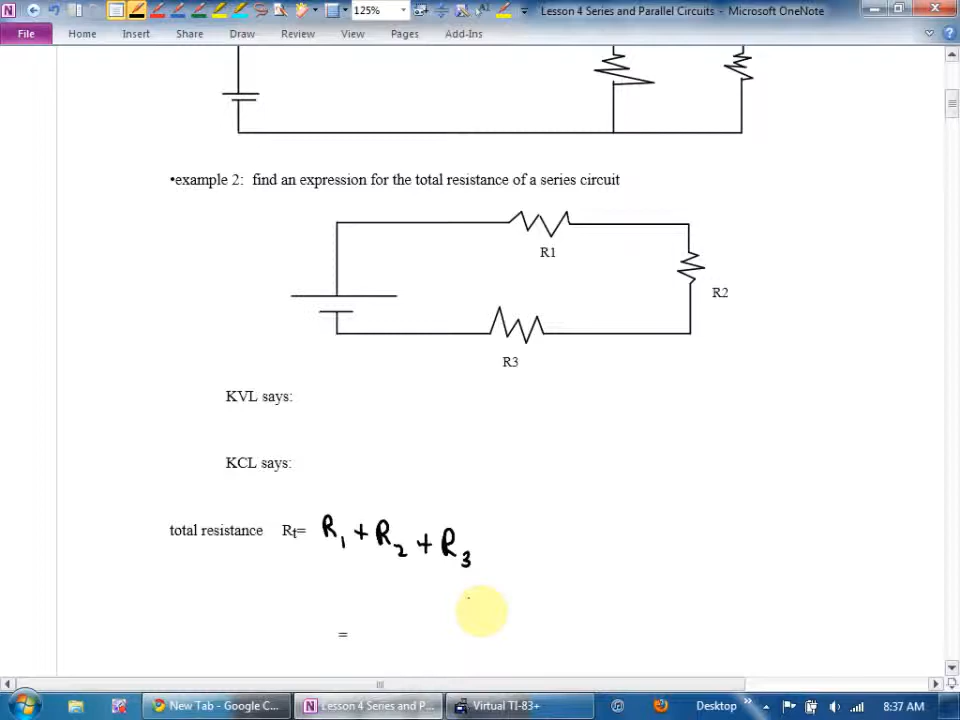 125% Lesson 4 Series and Parallel Circuits - Microsoft OneNote
File Home Insert Share Draw Review View Pages Add-Ins
•example 2: find an expression for the total resistance of a series circuit
R1
R2
R3
KVL says:
KCL says:
total resistance Rt= R1 + R2 + R3
=
New Tab - Google C... Lesson 4 Series and P... Virtual TI-83+ Desktop 8:37 AM